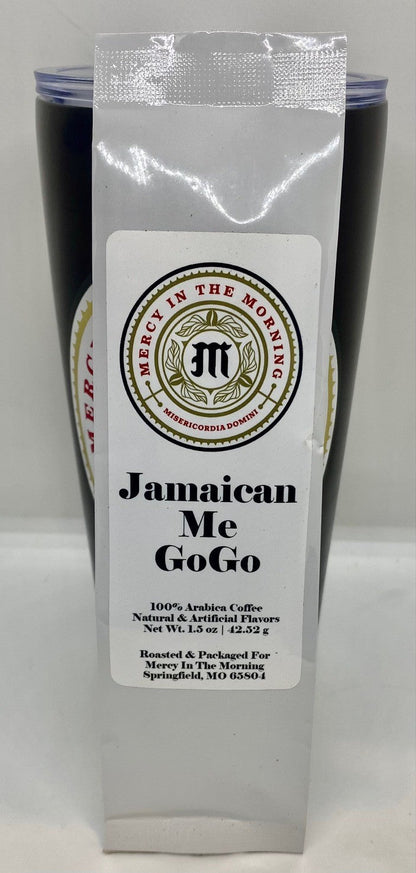 MERCY IN THE MORNING
M
MISERICORDIA DOMINI
Jamaican
Me
GoGo
100% Arabica Coffee
Natural & Artificial Flavors
Net Wt. 1.5 oz | 42.52 g
Roasted & Packaged For
Mercy In The Morning
Springfield, MO 65804
MERC